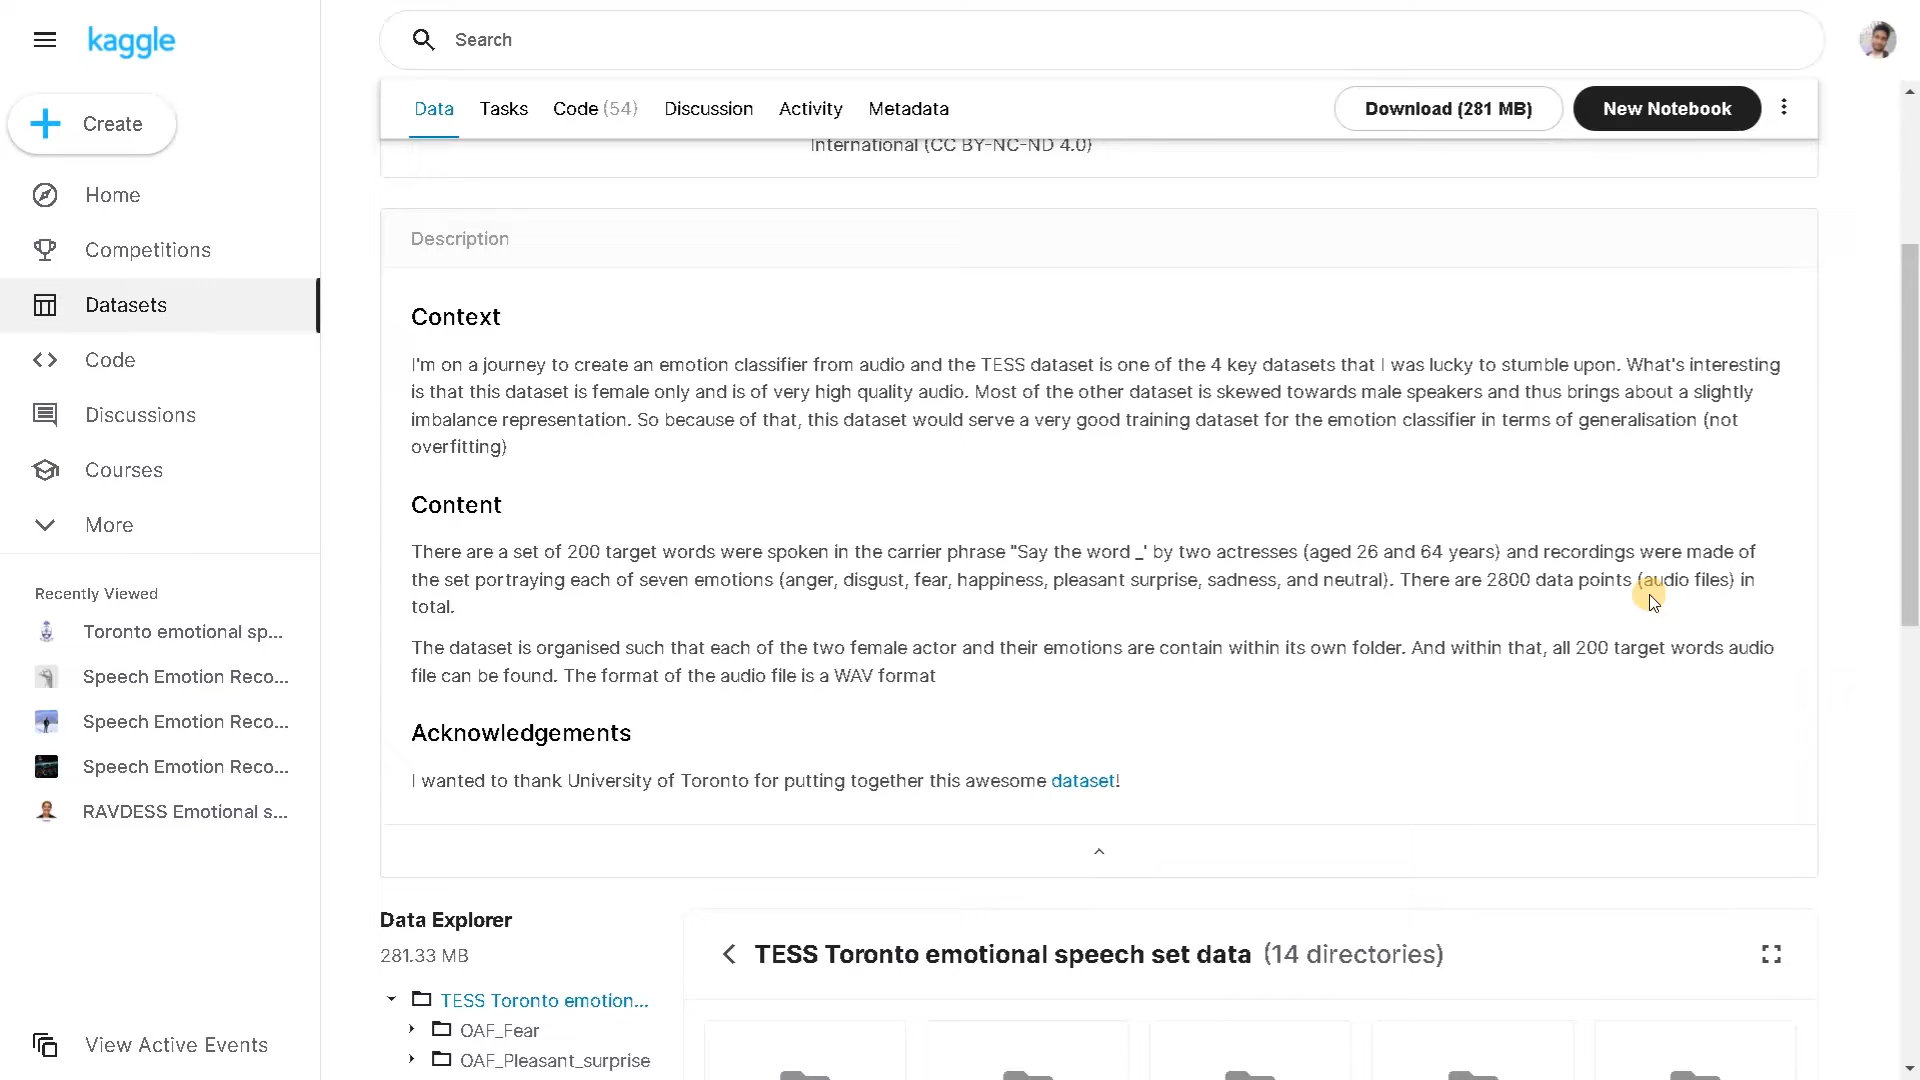 kaggle
Search
Create
Home
Competitions
Datasets
Code
Discussions
Courses
More
Recently Viewed
Toronto emotional sp...
Speech Emotion Reco...
Speech Emotion Reco...
Speech Emotion Reco...
RAVDESS Emotional s...
View Active Events
Data Tasks Code (54) Discussion Activity Metadata
Download (281 MB) New Notebook
International (CC BY-NC-ND 4.0)
Description
Context
I'm on a journey to create an emotion classifier from audio and the TESS dataset is one of the 4 key datasets that I was lucky to stumble upon. What's interesting
is that this dataset is female only and is of very high quality audio. Most of the other dataset is skewed towards male speakers and thus brings about a slightly
imbalance representation. So because of that, this dataset would serve a very good training dataset for the emotion classifier in terms of generalisation (not
overfitting)
Content
There are a set of 200 target words were spoken in the carrier phrase "Say the word _' by two actresses (aged 26 and 64 years) and recordings were made of
the set portraying each of seven emotions (anger, disgust, fear, happiness, pleasant surprise, sadness, and neutral). There are 2800 data points (audio files) in
total.
The dataset is organised such that each of the two female actor and their emotions are contain within its own folder. And within that, all 200 target words audio
file can be found. The format of the audio file is a WAV format
Acknowledgements
I wanted to thank University of Toronto for putting together this awesome dataset!
Data Explorer
281.33 MB
TESS Toronto emotion...
OAF_Fear
OAF_Pleasant_surprise
TESS Toronto emotional speech set data (14 directories)